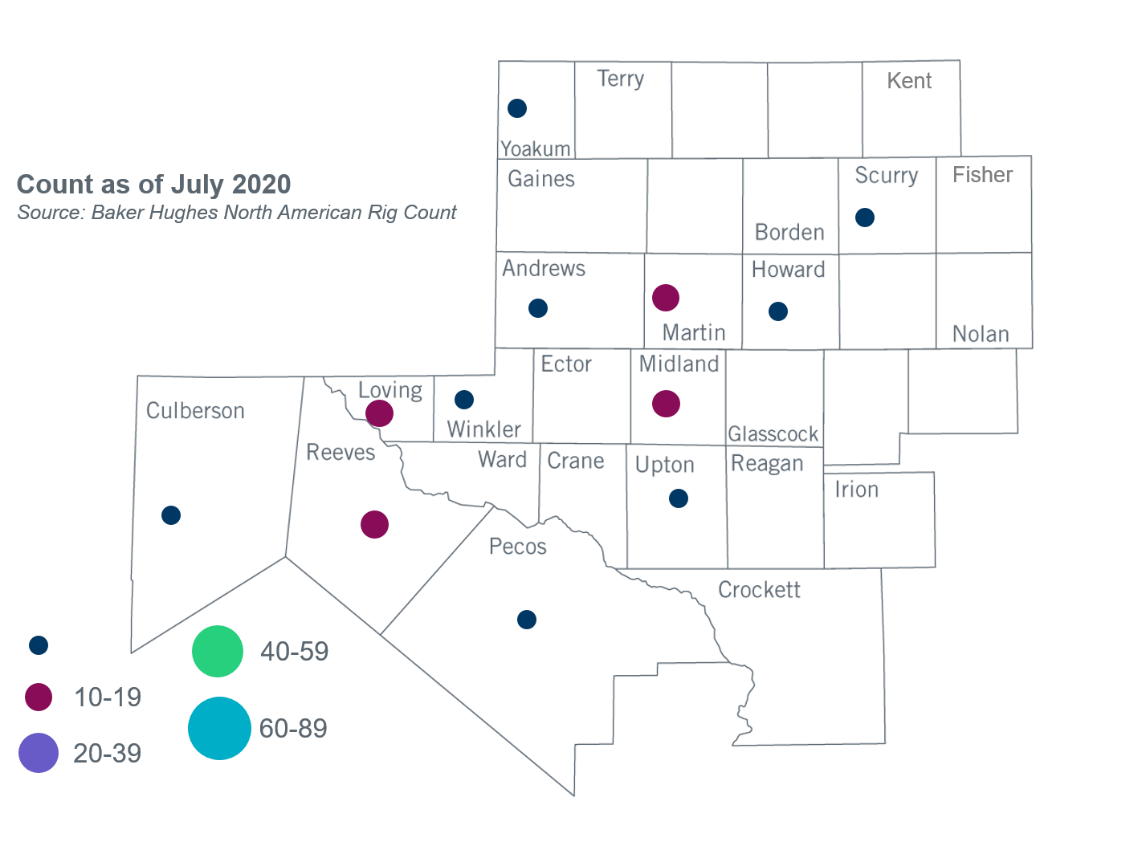 Terry
Kent
Yoakum
Count as of July 2020
Source: Baker Hughes North American Rig Count
Gaines
Scurry
Fisher
Borden
Andrews
Howard
Martin
Nolan
Ector
Midland
Loving
Culberson
Winkler
Glasscock
Reeves
Ward
Crane
Upton
Reagan
Irion
Pecos
Crockett
40-59
10-19
60-89
20-39